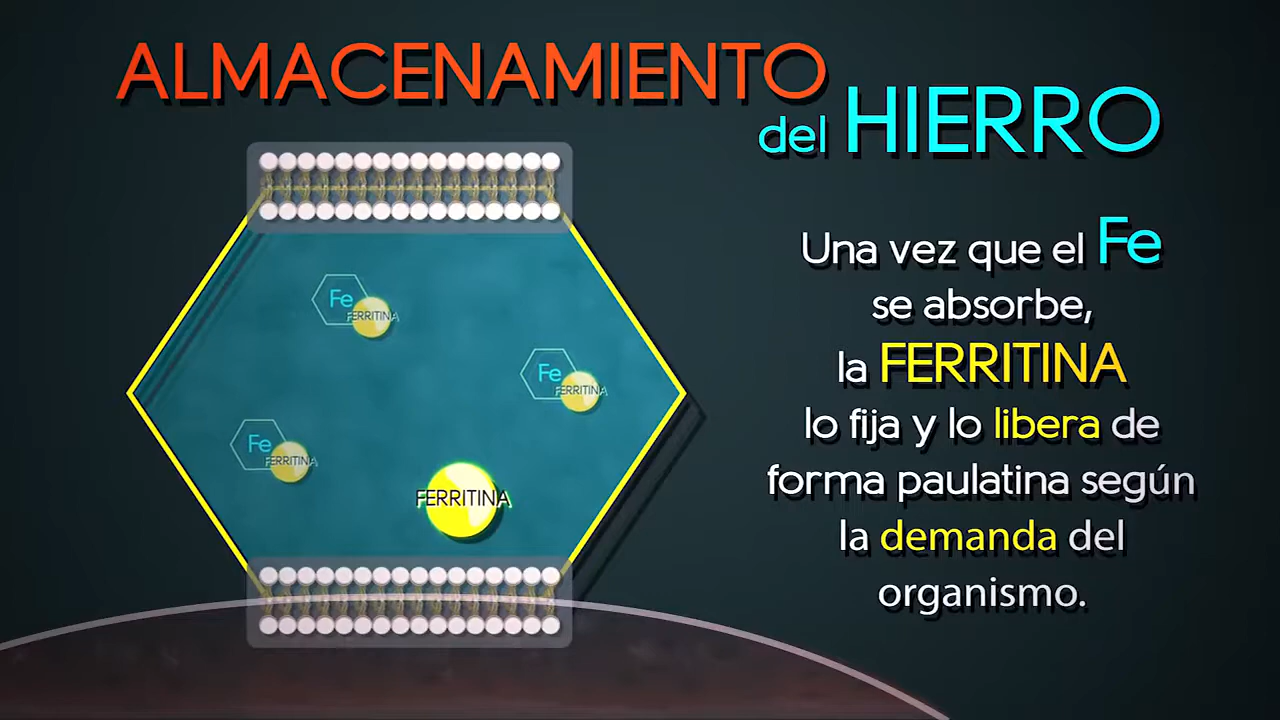 ALMACENAMIENTO
del HIERRO
Una vez que el Fe
se absorbe,
la FERRITINA
lo fija y lo libera de
forma paulatina según
la demanda del
organismo.
Fe
FERRITINA
Fe
FERRITINA
Fe
FERRITINA
FERRITINA